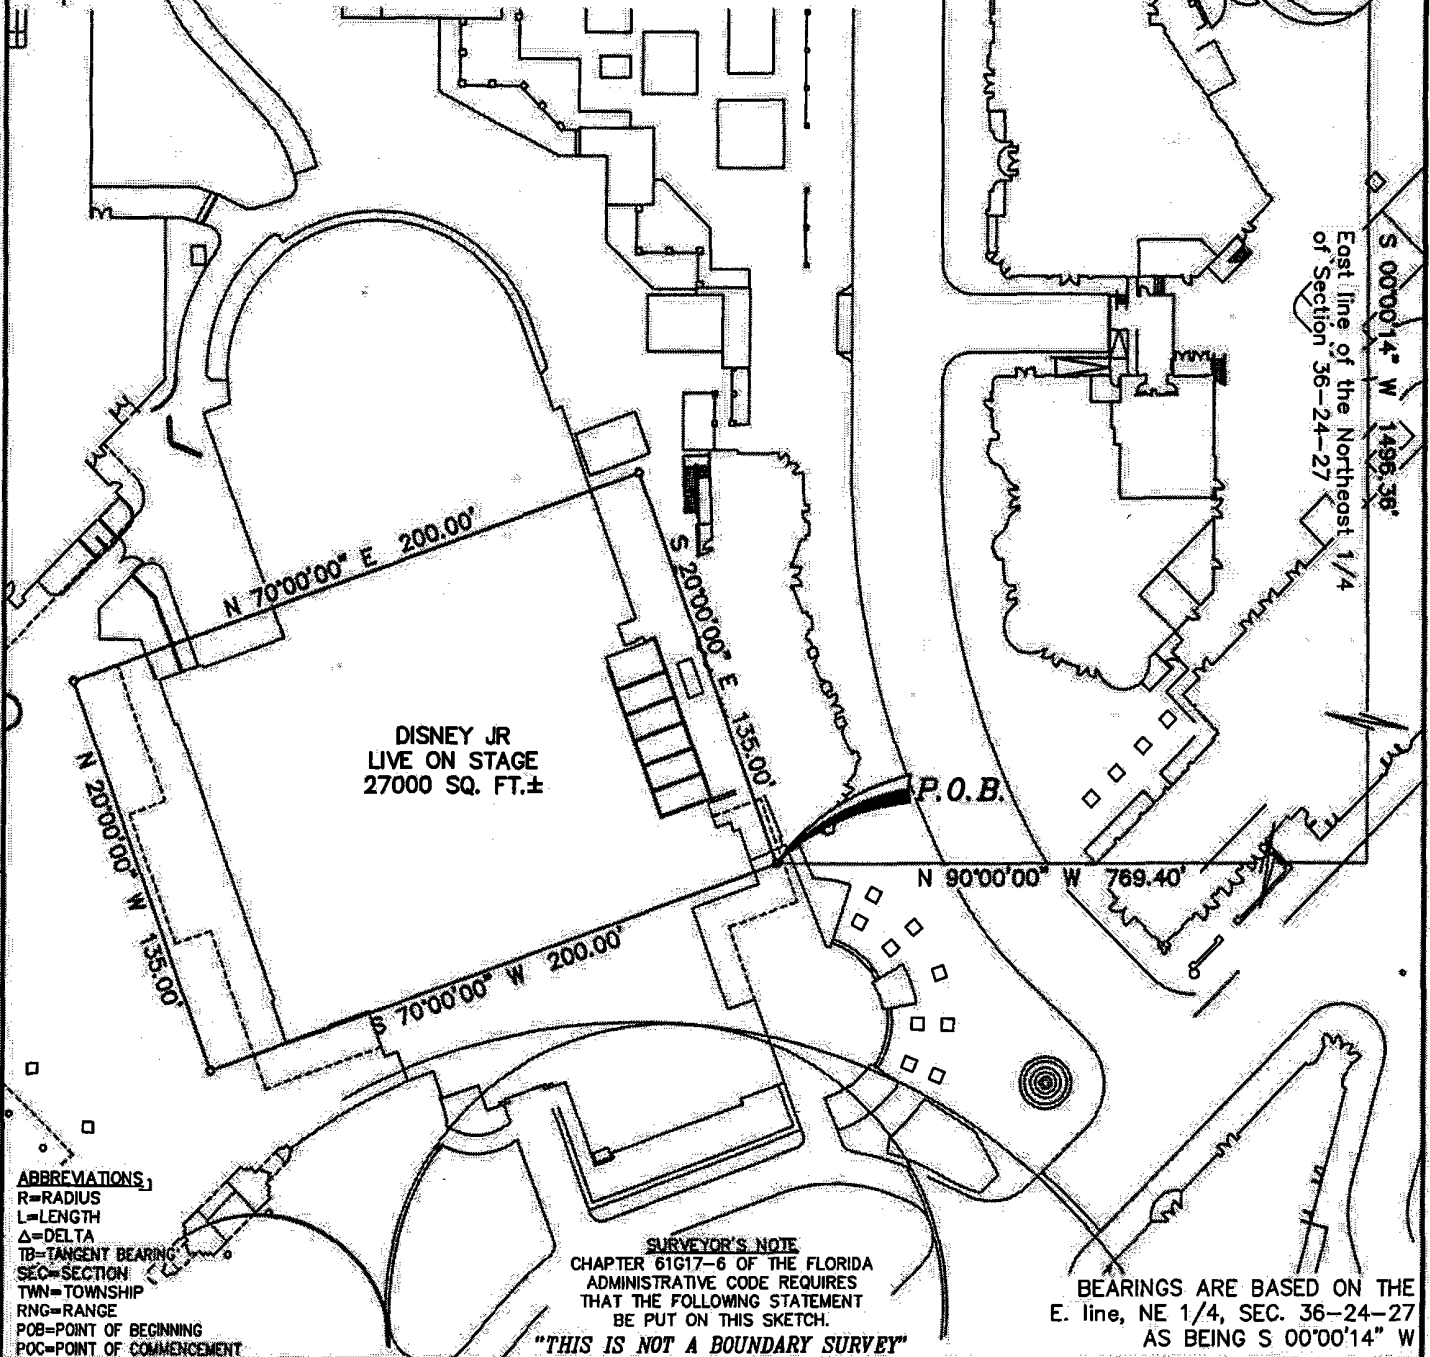 S 00°00'14" W 1496.36'
East line of the Northeast 1/4
of Section 36-24-27
N 70°00'00" E 200.00'
S 20°00'00" E 135.00'
DISNEY JR
LIVE ON STAGE
27000 SQ. FT.±
N 20°00'00" W 135.00'
P.O.B.
N 90°00'00" W 769.40'
S 70°00'00" W 200.00'
ABBREVIATIONS;
R=RADIUS
L=LENGTH
Δ=DELTA
TB=TANGENT BEARING
SEC=SECTION
TWN=TOWNSHIP
RNG=RANGE
POB=POINT OF BEGINNING
POC=POINT OF COMMENCEMENT
SURVEYOR'S NOTE
CHAPTER 61G17-6 OF THE FLORIDA
ADMINISTRATIVE CODE REQUIRES
THAT THE FOLLOWING STATEMENT
BE PUT ON THIS SKETCH.
"THIS IS NOT A BOUNDARY SURVEY"
BEARINGS ARE BASED ON THE
E. line, NE 1/4, SEC. 36-24-27
AS BEING S 00°00'14" W